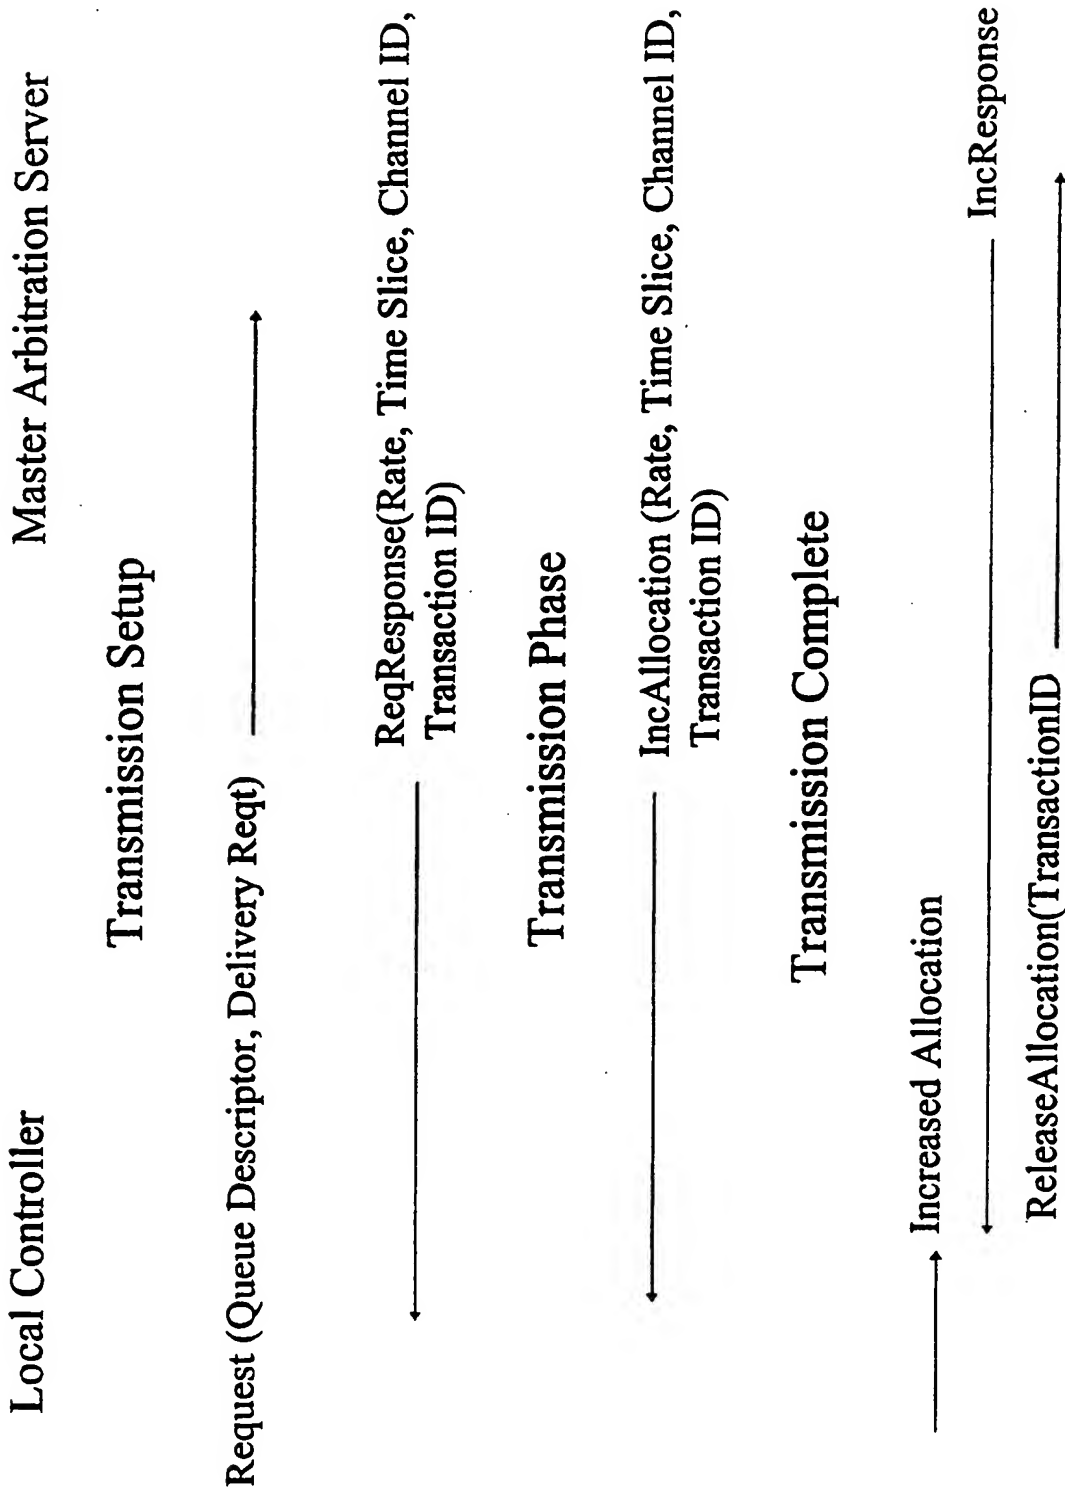 Local Controller
Master Arbitration Server
Transmission Setup
Request (Queue Descriptor, Delivery Reqt)
ReqResponse(Rate, Time Slice, Channel ID,
Transaction ID)
Transmission Phase
IncAllocation (Rate, Time Slice, Channel ID,
Transaction ID)
Transmission Complete
Increased Allocation
IncResponse
ReleaseAllocation(TransactionID